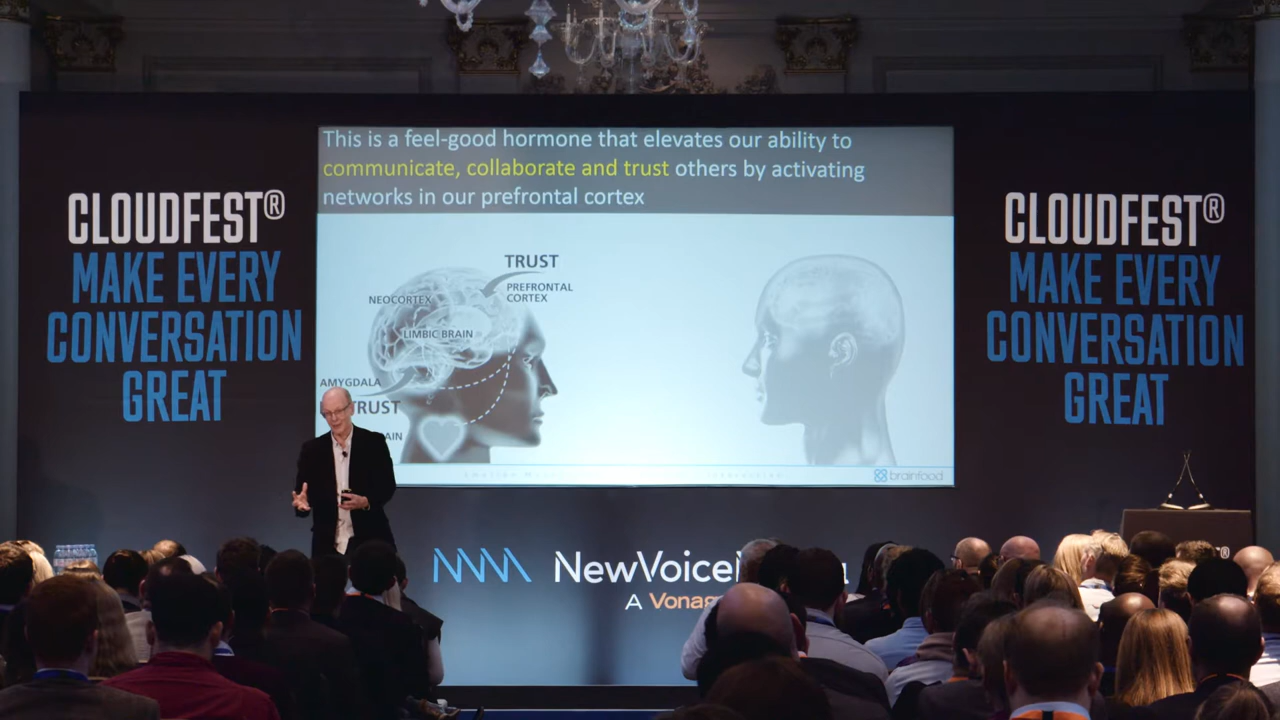 This is a feel-good hormone that elevates our ability to
communicate, collaborate and trust others by activating
networks in our prefrontal cortex
CLOUDFEST®
MAKE EVERY
CONVERSATION
GREAT
TRUST
PREFRONTAL
CORTEX
NEOCORTEX
LIMBIC BRAIN
AMYGDALA
TRUST
brainfood
CLOUDFEST®
MAKE EVERY
CONVERSATION
GREAT
NewVoice
A Vonag